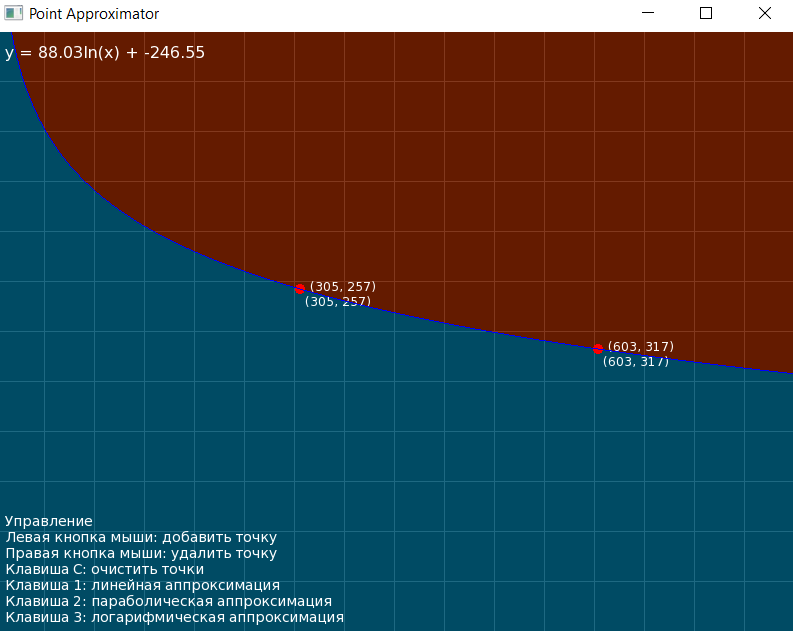 Point Approximator
y = 88.03ln(x) + -246.55
(305, 257)
(305, 257)
(603, 317)
(603, 317)
Управление
Левая кнопка мыши: добавить точку
Правая кнопка мыши: удалить точку
Клавиша С: очистить точки
Клавиша 1: линейная аппроксимация
Клавиша 2: параболическая аппроксимация
Клавиша 3: логарифмическая аппроксимация